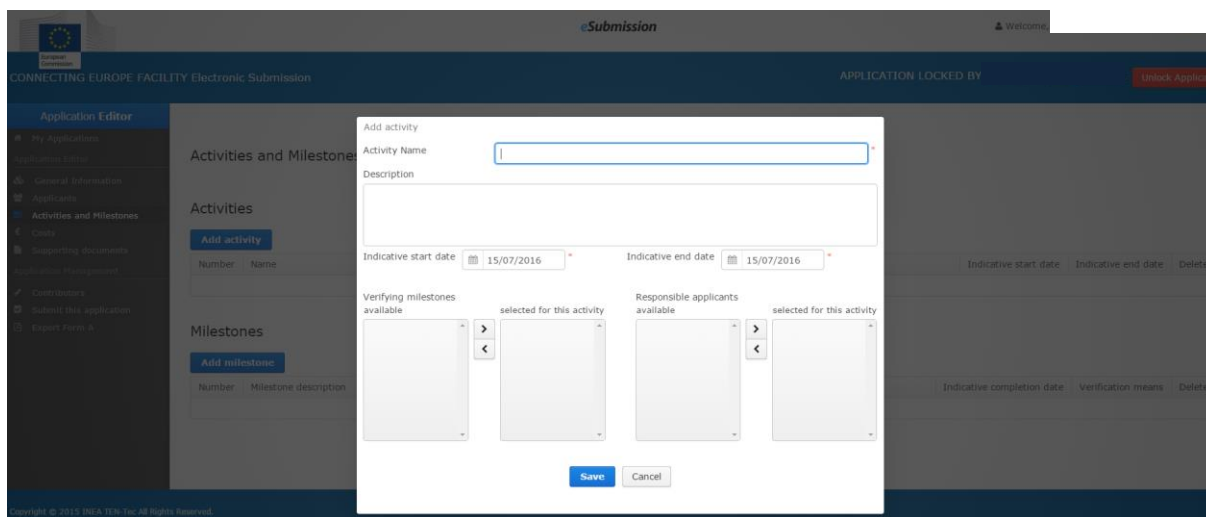 eSubmission
Welcome,
European
Commission
CONNECTING EUROPE FACILITY Electronic Submission
APPLICATION LOCKED BY
Unlock Applica
Application Editor
My Applications
Application Editor
General Information
Applicants
Activities and Milestones
Costs
Supporting documents
Application Management
Contributors
Submit this application
Export Form A
Activities and Milestones
Activities
Add activity
Number Name Indicative start date Indicative end date Delete
Milestones
Add milestone
Number Milestone description Indicative completion date Verification means Delete
Add activity
Activity Name *
Description
Indicative start date 15/07/2016 * Indicative end date 15/07/2016 *
Verifying milestones Responsible applicants
available selected for this activity available selected for this activity
Save Cancel
Copyright © 2015 INEA TEN-Tec All Rights Reserved.